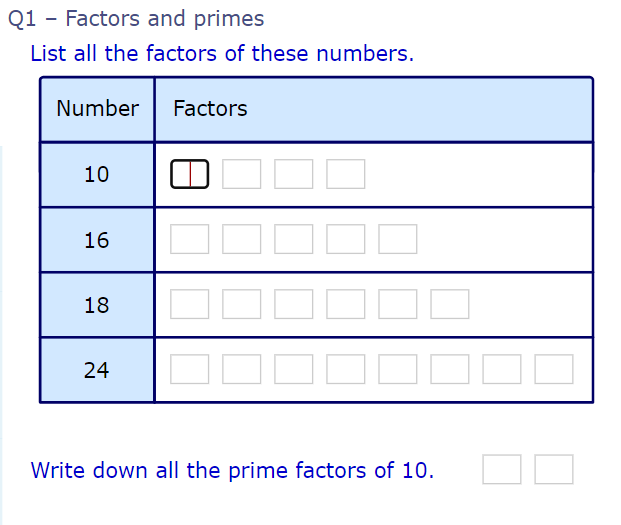 Q1 – Factors and primes
List all the factors of these numbers.
Number Factors
10
16
18
24
Write down all the prime factors of 10.